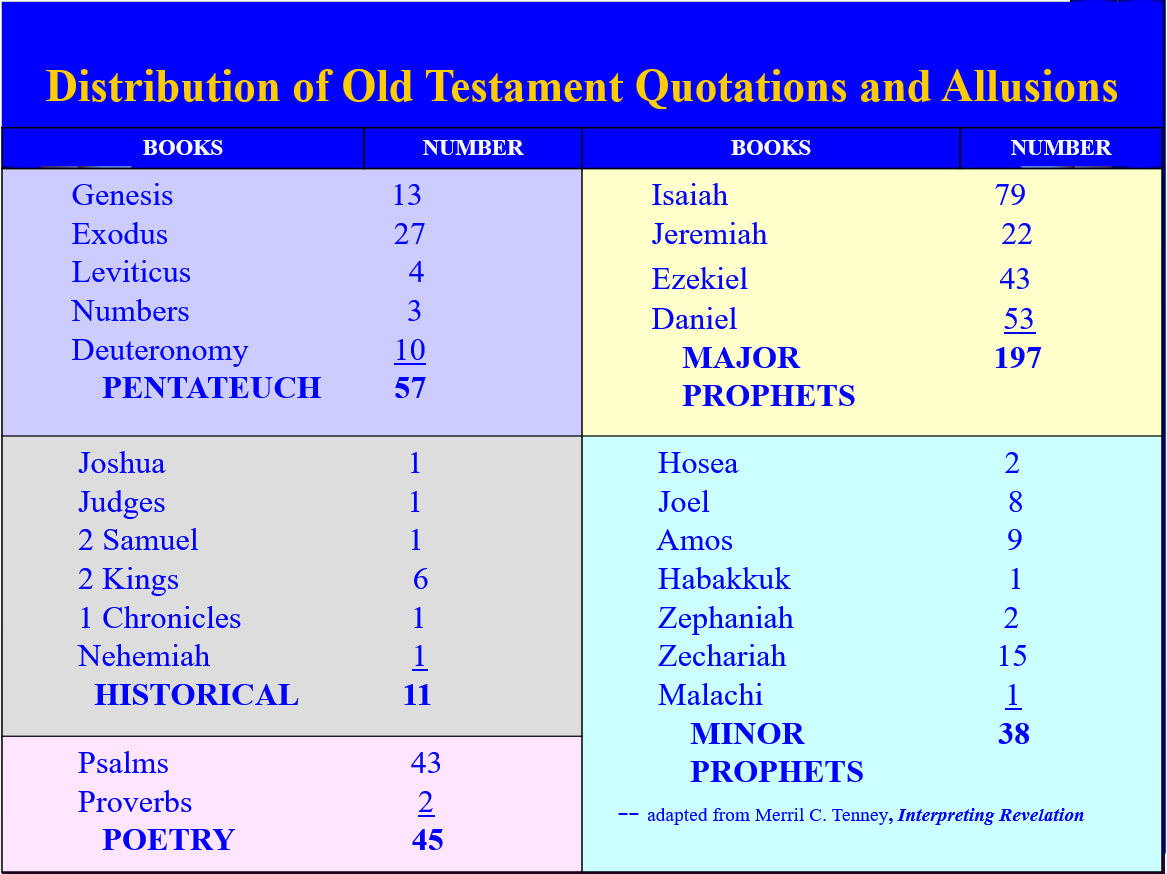 Distribution of Old Testament Quotations and Allusions
BOOKS NUMBER BOOKS NUMBER
Genesis 13
Exodus 27
Leviticus 4
Numbers 3
Deuteronomy 10
PENTATEUCH 57
Isaiah 79
Jeremiah 22
Ezekiel 43
Daniel 53
MAJOR 197
PROPHETS
Joshua 1
Judges 1
2 Samuel 1
2 Kings 6
1 Chronicles 1
Nehemiah 1
HISTORICAL 11
Hosea 2
Joel 8
Amos 9
Habakkuk 1
Zephaniah 2
Zechariah 15
Malachi 1
MINOR 38
PROPHETS
-- adapted from Merril C. Tenney, Interpreting Revelation
Psalms 43
Proverbs 2
POETRY 45